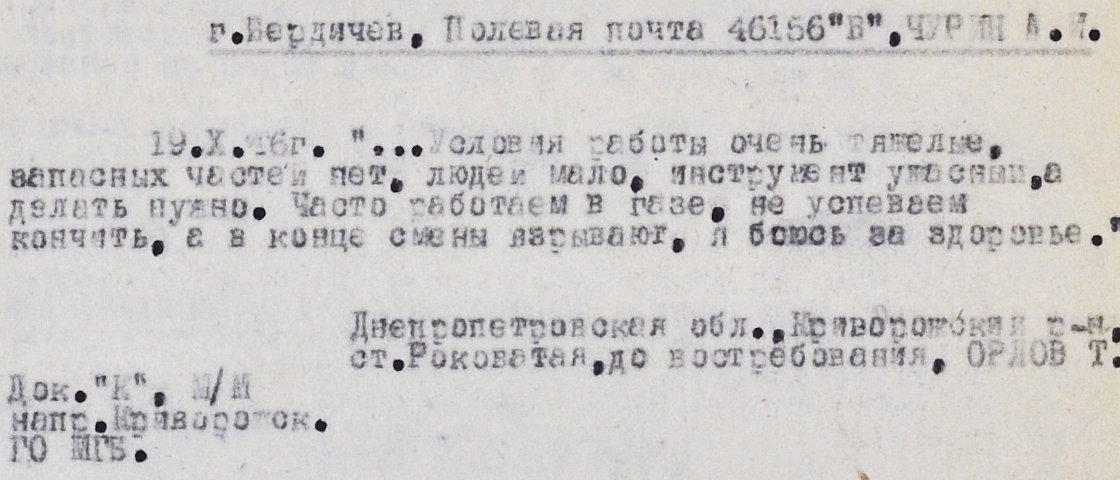 г.Бердичев, Полевая почта 46156"В",ЧУРИН А.И.
19.X.46г. "...Условия работы очень тяжелые,
запасных частей нет, людей мало, инструмент ужасный,а
делать нужно. Часто работаем в газе, не успеваем
кончить, а в конце смены взрывают, я боюсь за здоровье."
Днепропетровская обл.,Криворожский р-н,
ст.Роковатая,до востребования, ОРЛОВ Т.
Док."К", М/М
напр.Криворожск.
ГО МГБ.